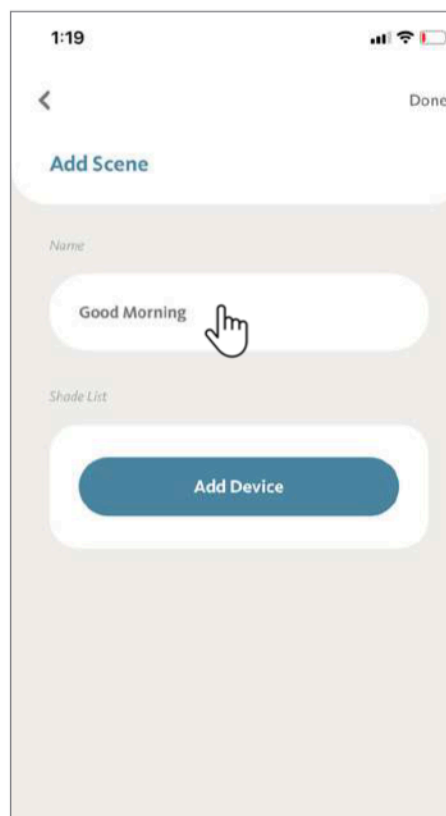 1:19
Done
Add Scene
Name
Good Morning
Shade List
Add Device